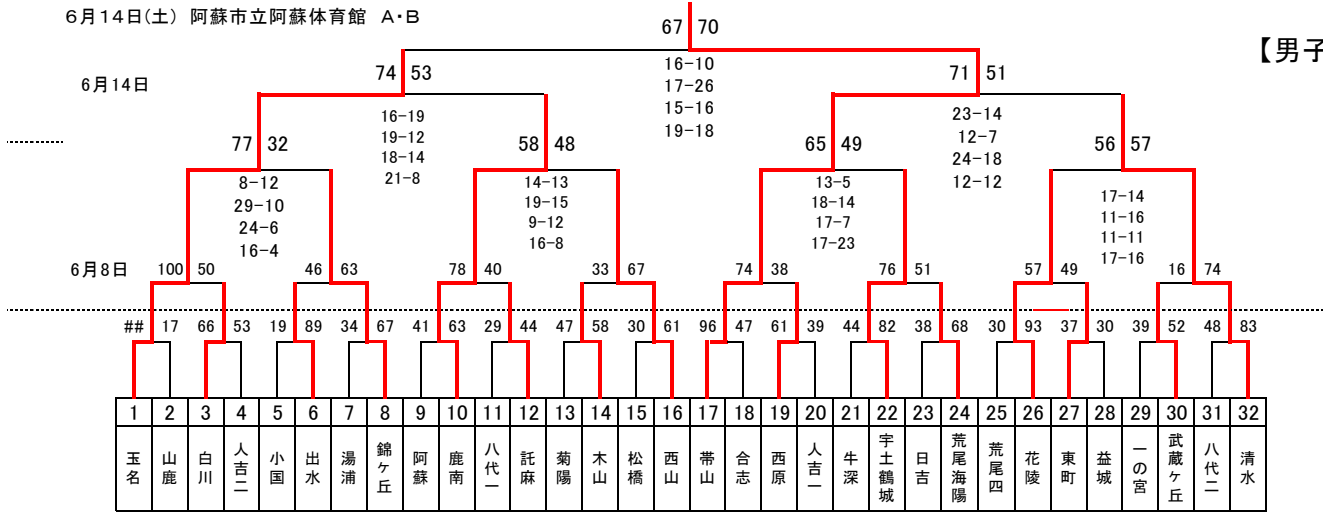 6月14日(土) 阿蘇市立阿蘇体育館 A・B
67 70
【男子
16-10
17-26
15-16
19-18
74 53
71 51
6月14日
16-19
19-12
18-14
21-8
23-14
12-7
24-18
12-12
77 32
58 48
65 49
56 57
8-12
29-10
24-6
16-4
14-13
19-15
9-12
16-8
13-5
18-14
17-7
17-23
17-14
11-16
11-11
17-16
6月8日
100 50 46 63 78 40 33 67 74 38 76 51 57 49 16 74
## 17 66 53 19 89 34 67 41 63 29 44 47 58 30 61 96 47 61 39 44 82 38 68 30 93 37 30 39 52 48 83
1 2 3 4 5 6 7 8 9 10 11 12 13 14 15 16 17 18 19 20 21 22 23 24 25 26 27 28 29 30 31 32
玉名
山鹿
白川
人吉二
小国
出水
湯浦
錦ヶ丘
阿蘇
鹿南
八代一
託麻
菊陽
木山
松橋
西山
帯山
合志
西原
人吉一
牛深
宇土鶴城
日吉
荒尾海陽
荒尾四
花陵
東町
益城
一の宮
武蔵ケ丘
八代二
清水